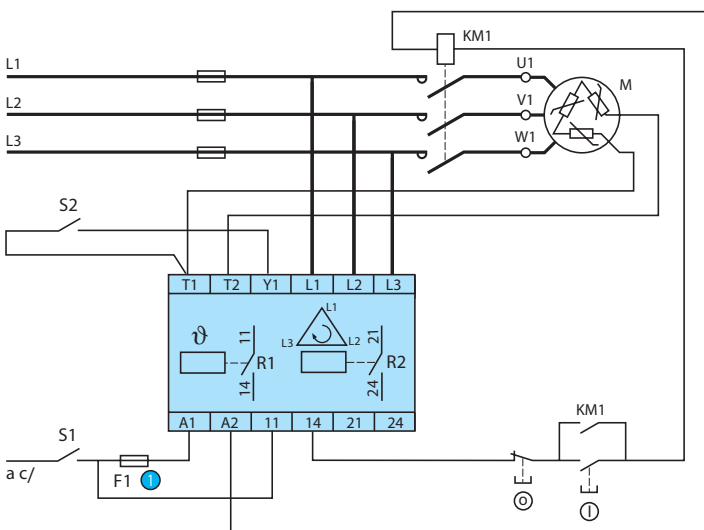 KM1
L1
U1
M
L2
V1
L3
W1
S2
T1 T2 Y1 L1 L2 L3
ϑ
11
14
R1
L1
L3
L2
21
24
R2
A1 A2 11 14 21 24
S1
a c/
F1 1
KM1
O
I